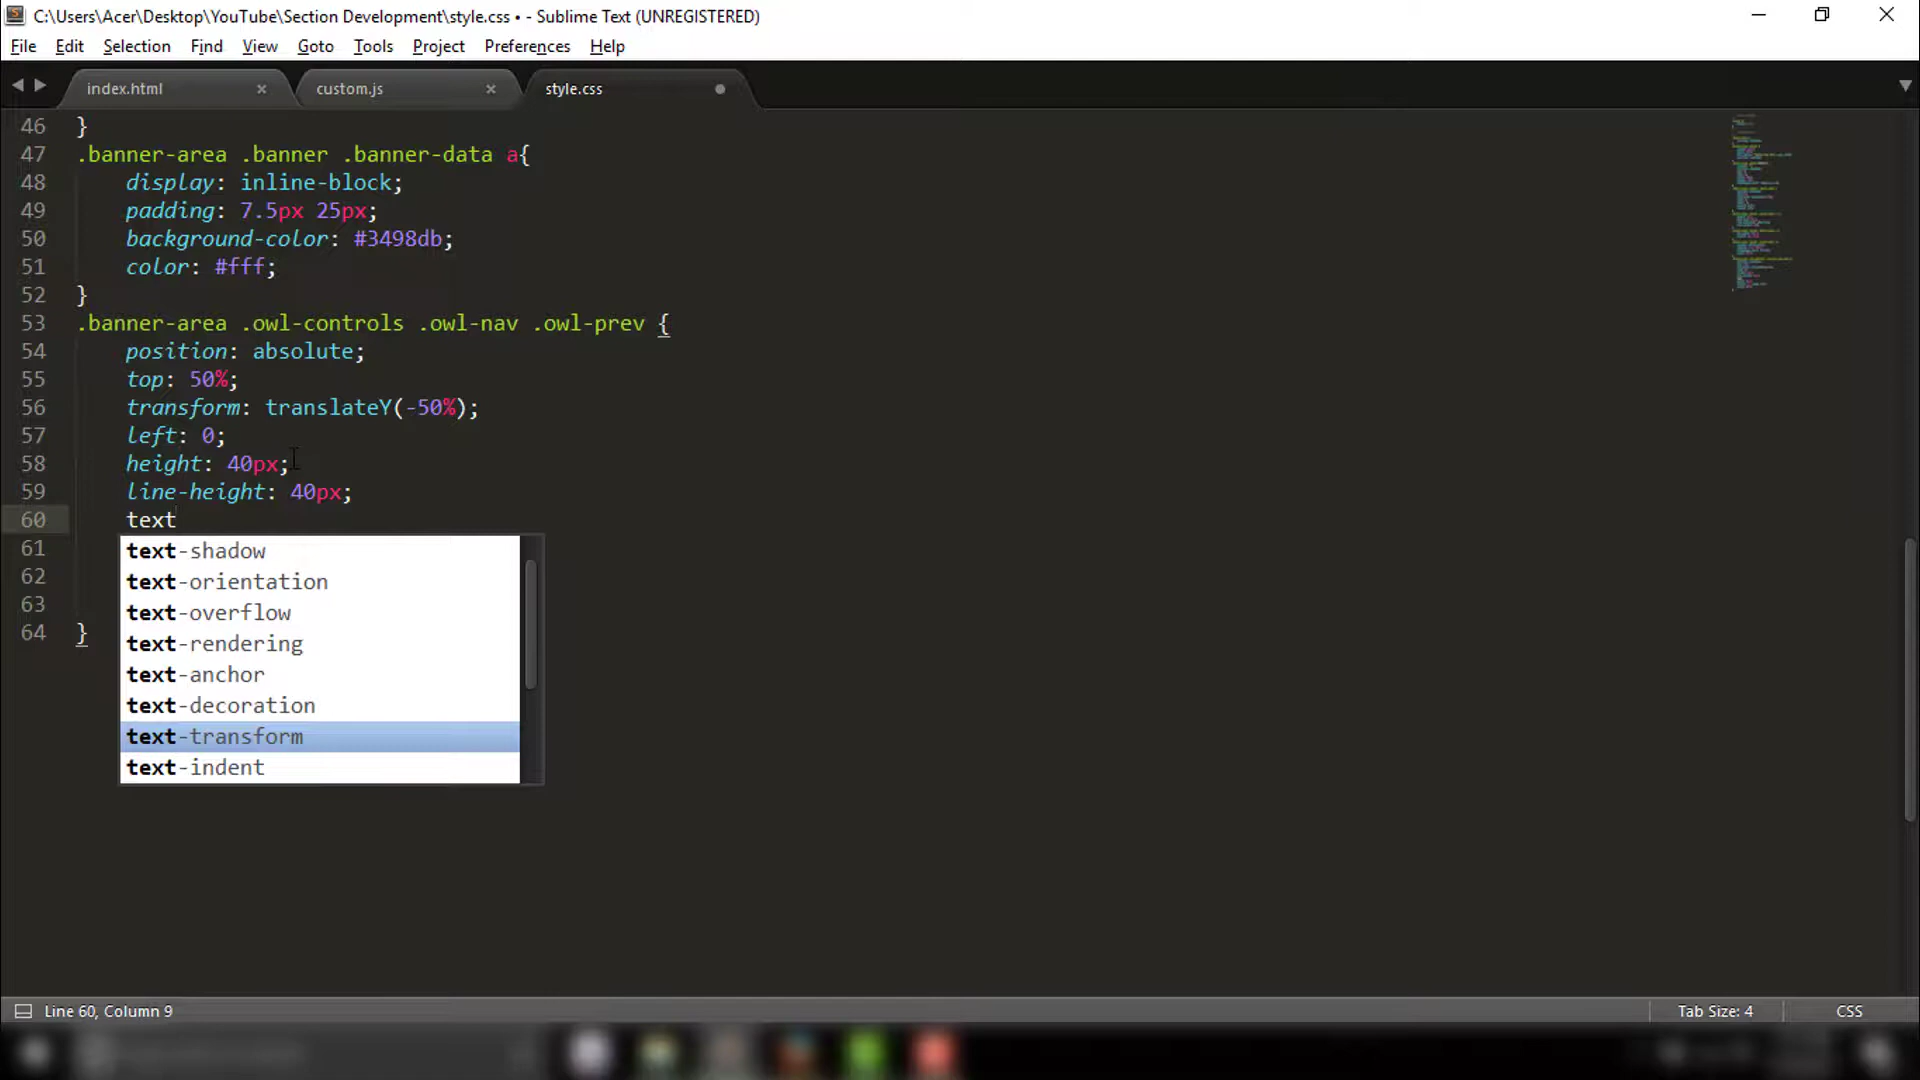 C:\Users\Acer\Desktop\YouTube\Section Development\style.css • - Sublime Text (UNREGISTERED)
File Edit Selection Find View Goto Tools Project Preferences Help
index.html × custom.js × style.css
46 }
47 .banner-area .banner .banner-data a{
48 display: inline-block;
49 padding: 7.5px 25px;
50 background-color: #3498db;
51 color: #fff;
52 }
53 .banner-area .owl-controls .owl-nav .owl-prev {
54 position: absolute;
55 top: 50%;
56 transform: translateY(-50%);
57 left: 0;
58 height: 40px;
59 line-height: 40px;
60 text
61 text-shadow
text-orientation
62 text-overflow
63 text-rendering
64 }
text-anchor
text-decoration
text-transform
text-indent
Line 60, Column 9 Tab Size: 4 CSS